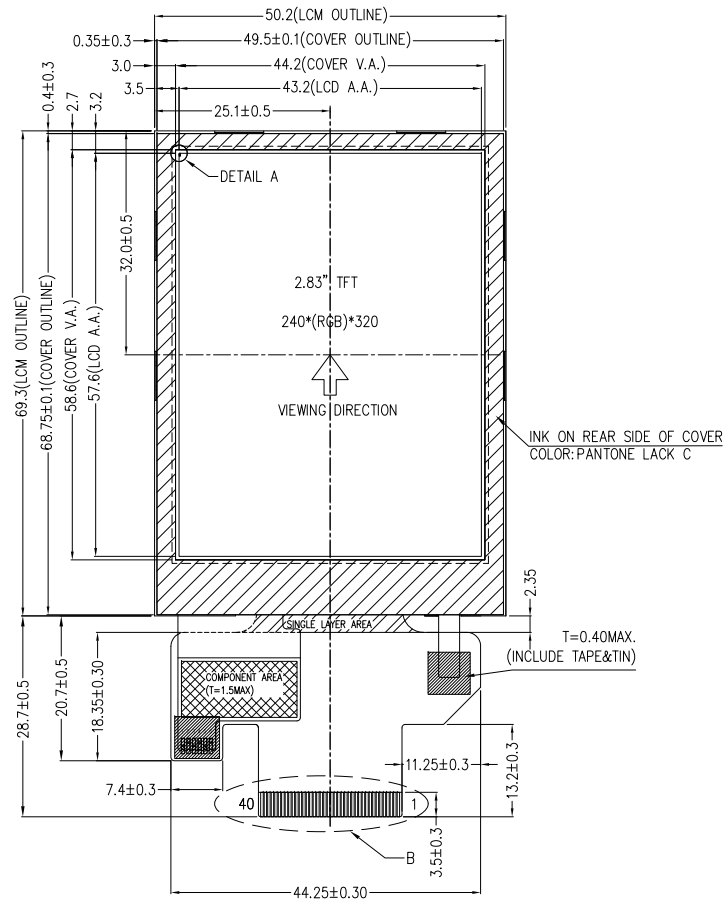 50.2(LCM OUTLINE)
0.35±0.3
49.5±0.1(COVER OUTLINE)
3.0
44.2(COVER V.A.)
3.5
43.2(LCD A.A.)
25.1±0.5
0.4±0.3
2.7
3.2
DETAIL A
32.0±0.5
2.83" TFT
240*(RGB)*320
VIEWING DIRECTION
69.3(LCM OUTLINE)
68.75±0.1(COVER OUTLINE)
58.6(COVER V.A.)
57.6(LCD A.A.)
INK ON REAR SIDE OF COVER
COLOR:PANTONE LACK C
2.35
SINGLE LAYER AREA
T=0.40MAX.
(INCLUDE TAPE&TIN)
COMPONENT AREA
(T=1.5MAX)
28.7±0.5
20.7±0.5
18.35±0.30
11.25±0.3
13.2±0.3
7.4±0.3
40
1
3.5±0.3
B
44.25±0.30